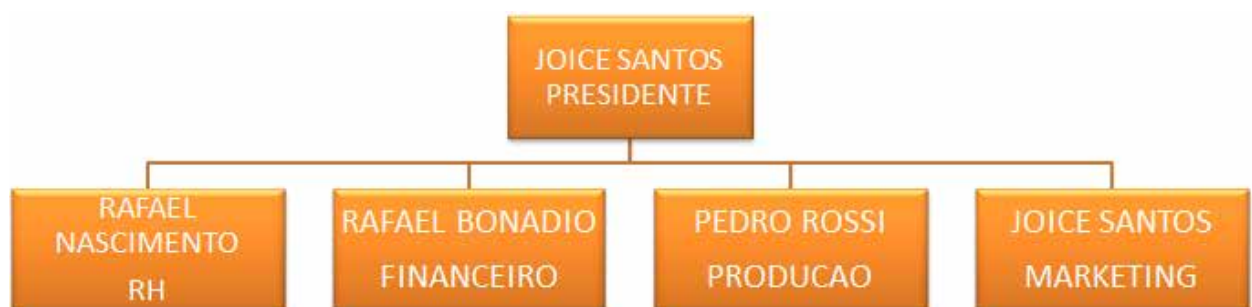 JOICE SANTOS
PRESIDENTE
RAFAEL
NASCIMENTO
RH
RAFAEL BONADIO
FINANCEIRO
PEDRO ROSSI
PRODUCAO
JOICE SANTOS
MARKETING